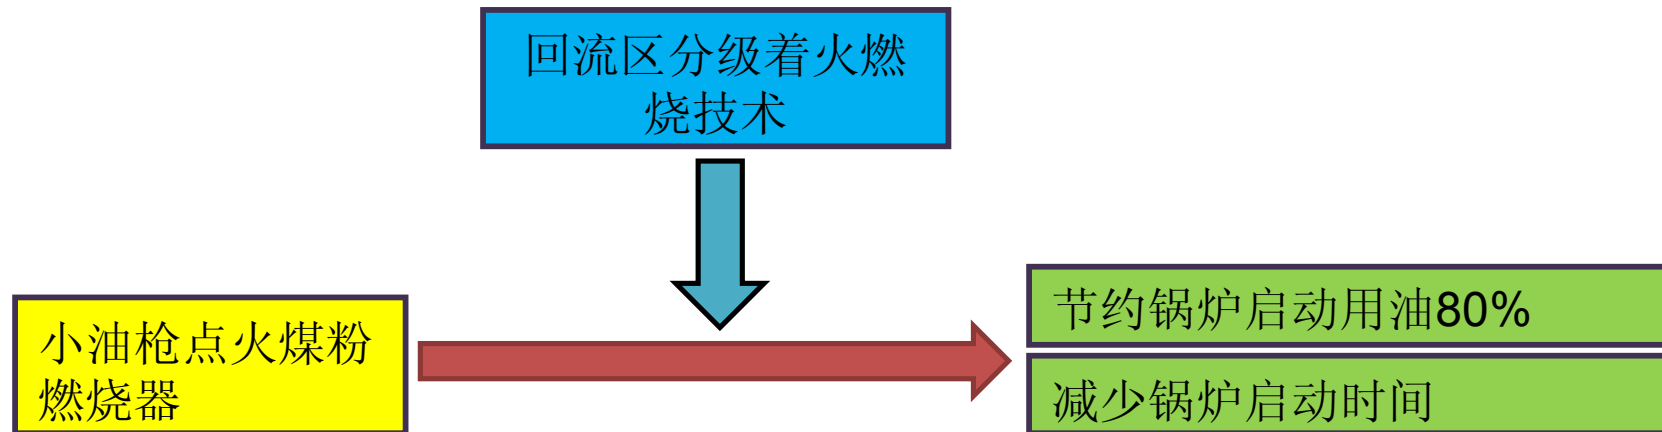 回流区分级着火燃
烧技术
小油枪点火煤粉
燃烧器
节约锅炉启动用油80%
减少锅炉启动时间